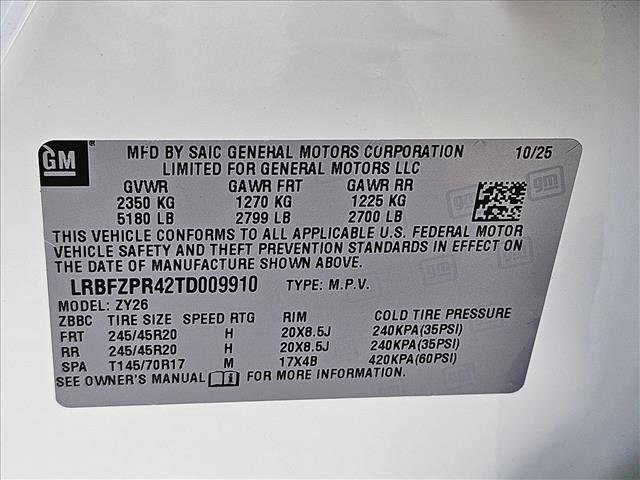 GM ®
MFD BY SAIC GENERAL MOTORS CORPORATION 10/25
LIMITED FOR GENERAL MOTORS LLC
GVWR GAWR FRT GAWR RR
2350 KG 1270 KG 1225 KG
5180 LB 2799 LB 2700 LB
THIS VEHICLE CONFORMS TO ALL APPLICABLE U.S. FEDERAL MOTOR
VEHICLE SAFETY AND THEFT PREVENTION STANDARDS IN EFFECT ON
THE DATE OF MANUFACTURE SHOWN ABOVE.
LRBFZPR42TD009910 TYPE: M.P.V.
MODEL: ZY26
ZBBC TIRE SIZE SPEED RTG RIM COLD TIRE PRESSURE
FRT 245/45R20 H 20X8.5J 240KPA(35PSI)
RR 245/45R20 H 20X8.5J 240KPA(35PSI)
SPA T145/70R17 M 17X4B 420KPA(60PSI)
SEE OWNER'S MANUAL FOR MORE INFORMATION.